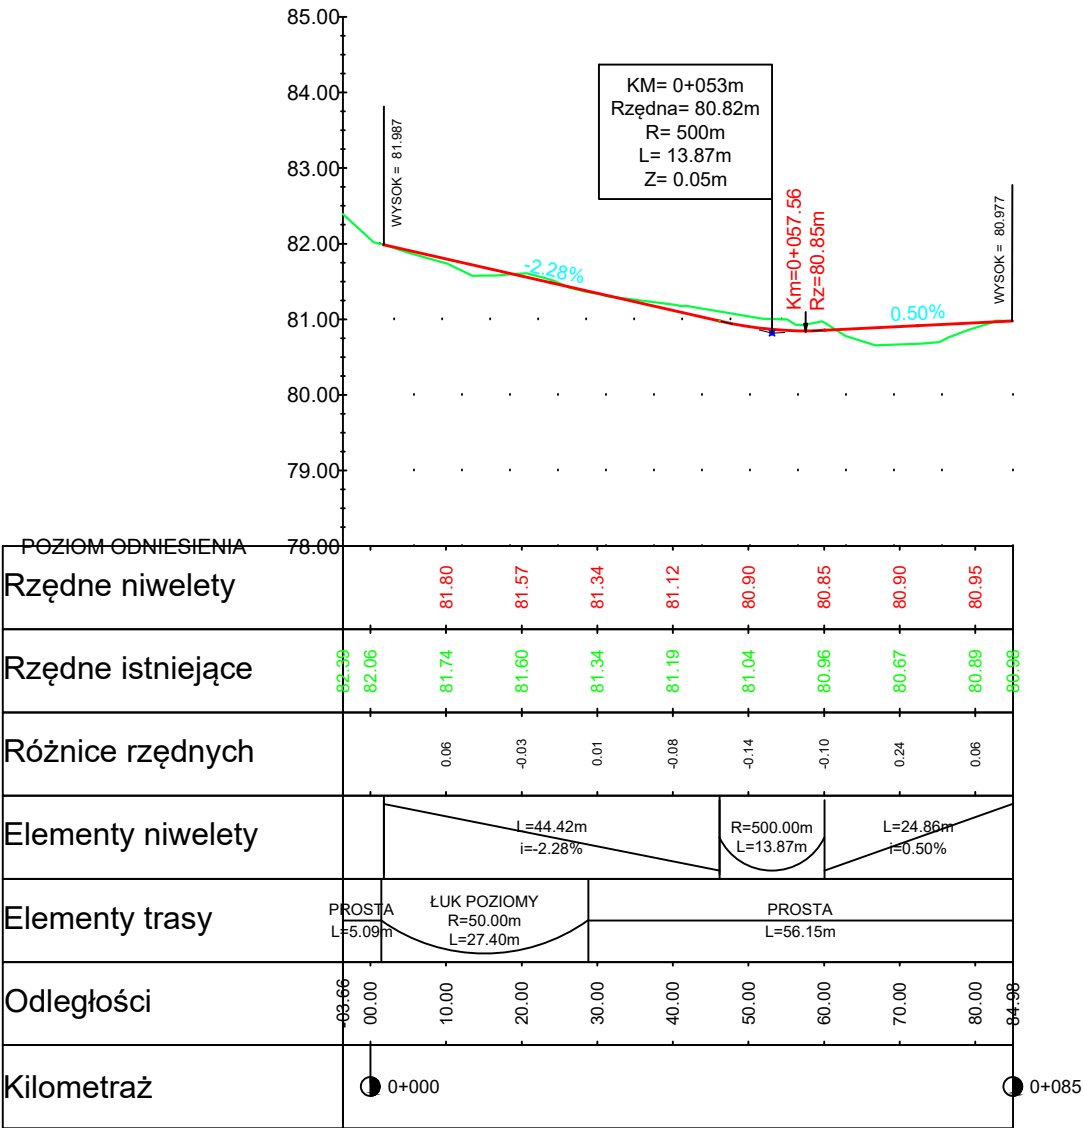 85.00
84.00
83.00
82.00
81.00
80.00
79.00
78.00
WYSOK = 81.987
KM= 0+053m
Rzędna= 80.82m
R= 500m
L= 13.87m
Z= 0.05m
Km=0+057.56
Rz=80.85m
WYSOK = 80.977
-2.28%
0.50%
POZIOM ODNIESIENIA
Rzędne niwelety
81.80 81.57 81.34 81.12 80.90 80.85 80.90 80.95
Rzędne istniejące
82.39 82.06 81.74 81.60 81.34 81.19 81.04 80.96 80.67 80.89 80.98
Różnice rzędnych
0.06 -0.03 0.01 -0.08 -0.14 -0.10 0.24 0.06
Elementy niwelety
L=44.42m
i=-2.28%
R=500.00m
L=13.87m
L=24.86m
i=0.50%
Elementy trasy
PROSTA
L=5.09m
ŁUK POZIOMY
R=50.00m
L=27.40m
PROSTA
L=56.15m
Odległości
-03.66 00.00 10.00 20.00 30.00 40.00 50.00 60.00 70.00 80.00 84.98
Kilometraż
0+000
0+085